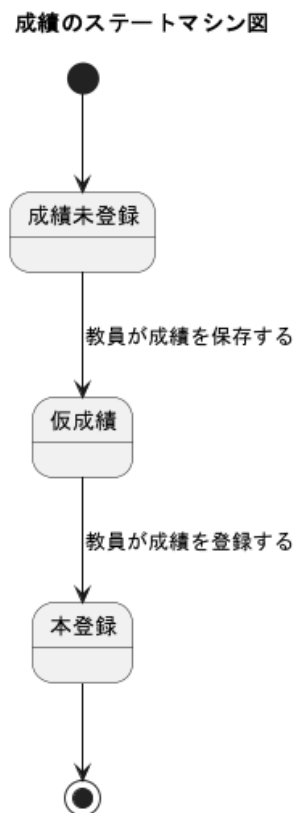 成績のステートマシン図
成績未登録
教員が成績を保存する
仮成績
教員が成績を登録する
本登録